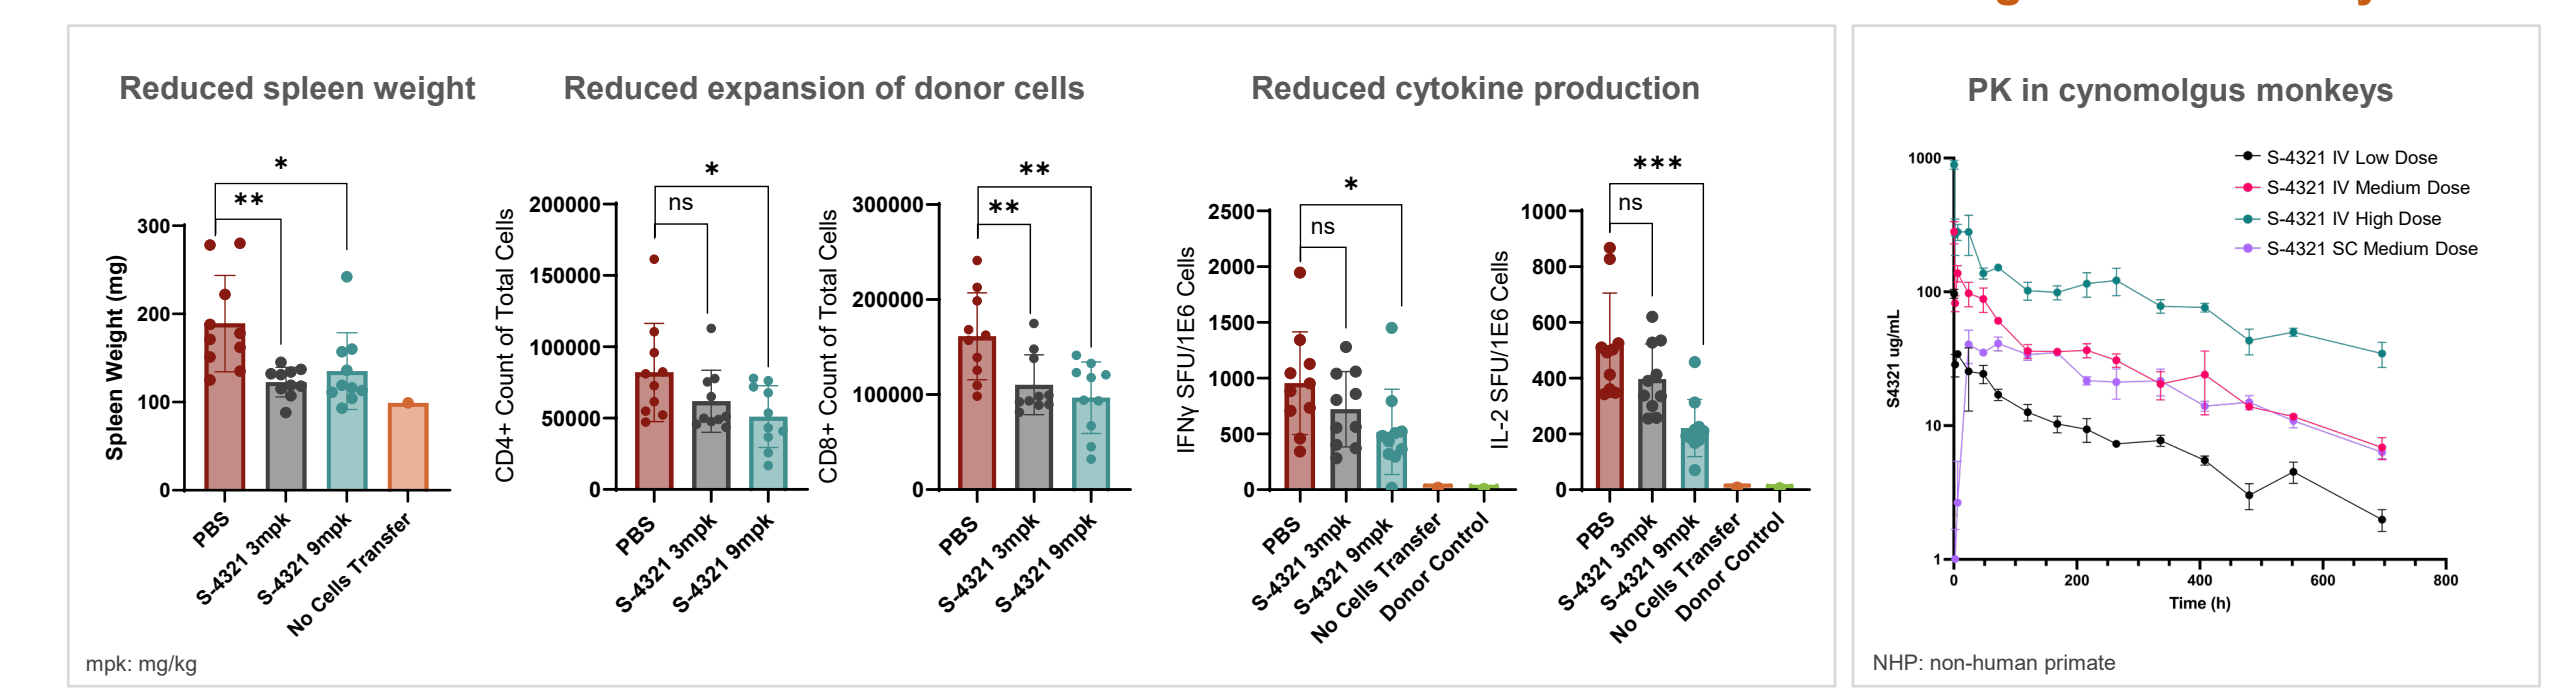 Reduced spleen weight
Reduced expansion of donor cells
Reduced cytokine production
Spleen Weight (mg)
300
200
100
0
*
**
PBS
S-4321 3mpk
S-4321 9mpk
No Cells Transfer
CD4+ Count of Total Cells
200000
150000
100000
50000
0
*
ns
PBS
S-4321 3mpk
S-4321 9mpk
CD8+ Count of Total Cells
300000
200000
100000
0
**
**
PBS
S-4321 3mpk
S-4321 9mpk
IFNγ SFU/1E6 Cells
2500
2000
1500
1000
500
0
*
ns
PBS
S-4321 3mpk
S-4321 9mpk
No Cells Transfer
Donor Control
IL-2 SFU/1E6 Cells
1000
800
600
400
200
0
***
ns
PBS
S-4321 3mpk
S-4321 9mpk
No Cells Transfer
Donor Control
mpk: mg/kg
PK in cynomolgus monkeys
S4321 ug/mL
1000
100
10
1
S-4321 IV Low Dose
S-4321 IV Medium Dose
S-4321 IV High Dose
S-4321 SC Medium Dose
0 200 400 600 800
Time (h)
NHP: non-human primate